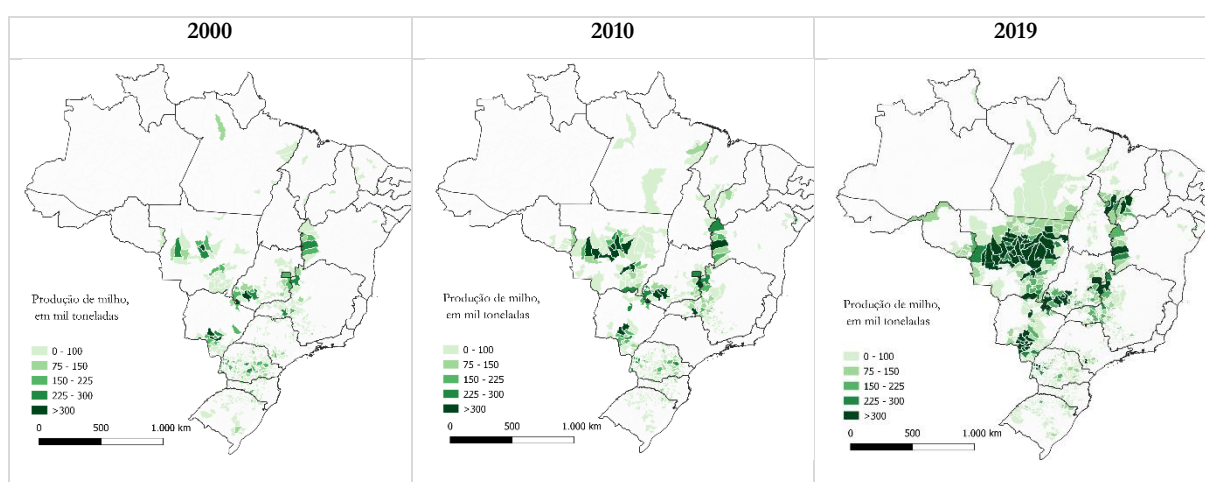 2000
2010
2019
Produção de milho,
em mil toneladas
0 - 100
75 - 150
150 - 225
225 - 300
>300
0 500 1.000 km
Produção de milho,
em mil toneladas
0 - 100
75 - 150
150 - 225
225 - 300
>300
0 500 1.000 km
Produção de milho,
em mil toneladas
0 - 100
75 - 150
150 - 225
225 - 300
>300
0 500 1.000 km